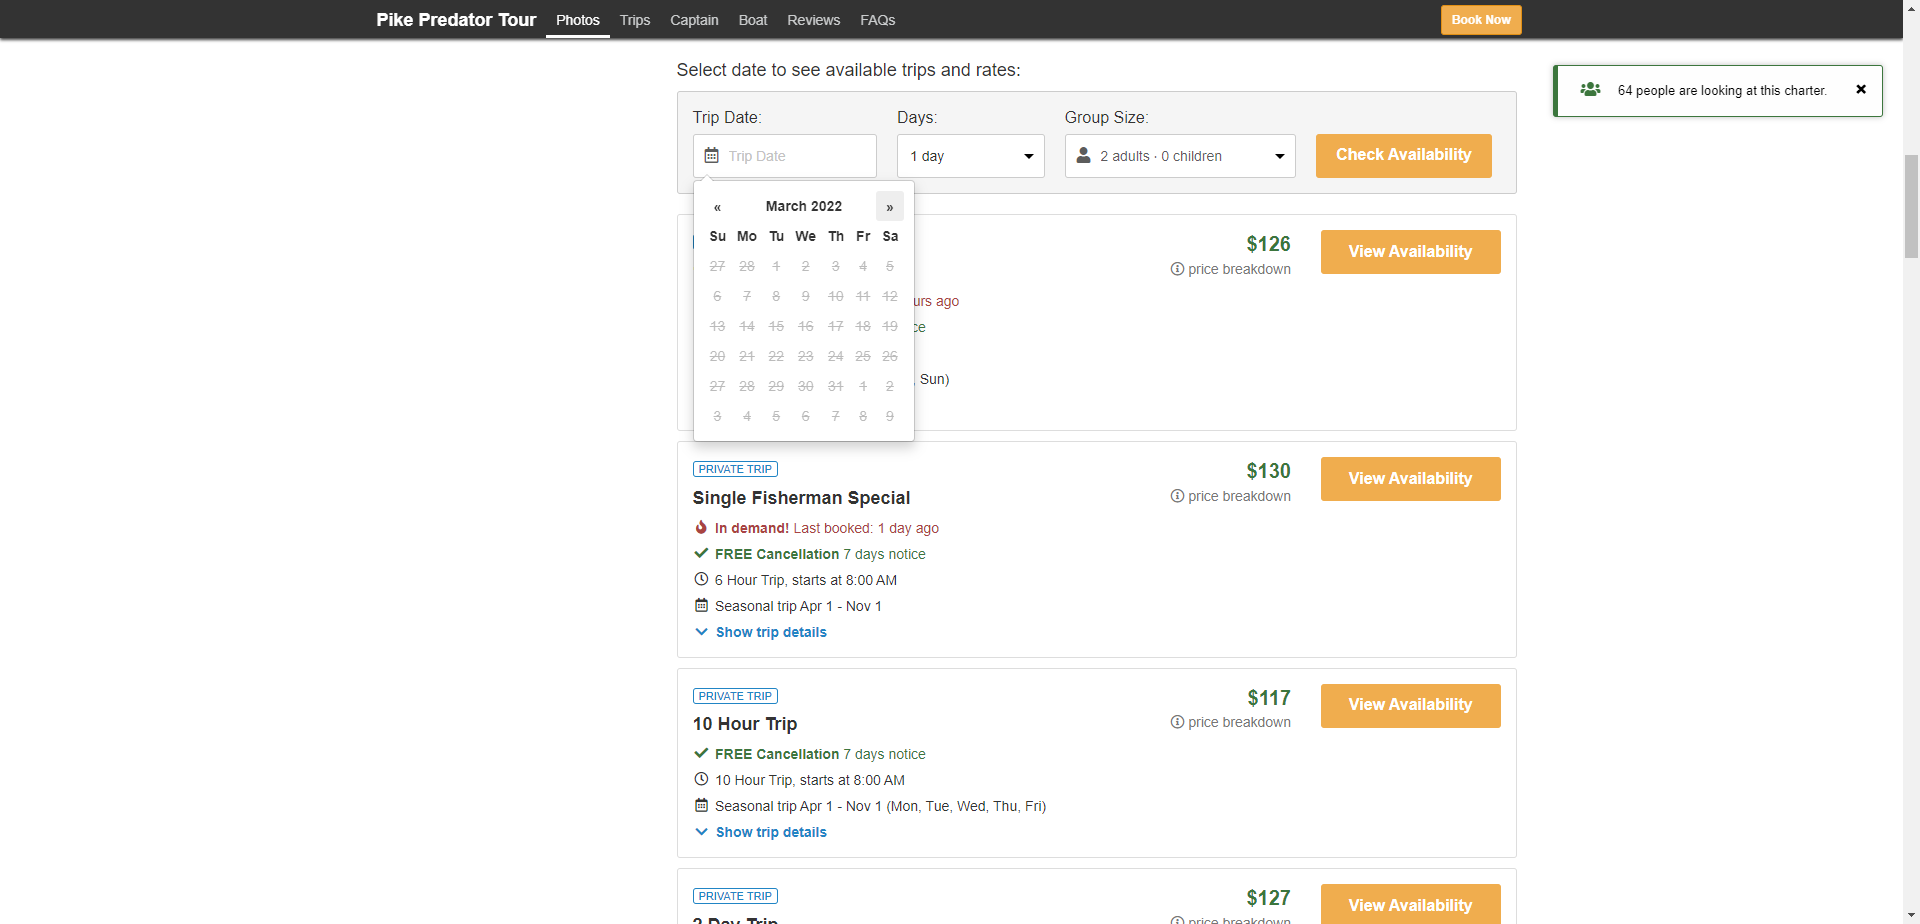 Pike Predator Tour Photos Trips Captain Boat Reviews FAQs Book Now
Select date to see available trips and rates:
64 people are looking at this charter. ×
Trip Date: Days: Group Size:
Trip Date 1 day 2 adults · 0 children Check Availability
« March 2022 »
Su Mo Tu We Th Fr Sa
27 28 1 2 3 4 5
6 7 8 9 10 11 12
13 14 15 16 17 18 19
20 21 22 23 24 25 26
27 28 29 30 31 1 2
3 4 5 6 7 8 9
$126 View Availability
price breakdown
ago
, Sun)
PRIVATE TRIP
$130 View Availability
Single Fisherman Special price breakdown
In demand! Last booked: 1 day ago
FREE Cancellation 7 days notice
6 Hour Trip, starts at 8:00 AM
Seasonal trip Apr 1 - Nov 1
Show trip details
PRIVATE TRIP
$117 View Availability
10 Hour Trip price breakdown
FREE Cancellation 7 days notice
10 Hour Trip, starts at 8:00 AM
Seasonal trip Apr 1 - Nov 1 (Mon, Tue, Wed, Thu, Fri)
Show trip details
PRIVATE TRIP
$127 View Availability
2 Day Trip price breakdown